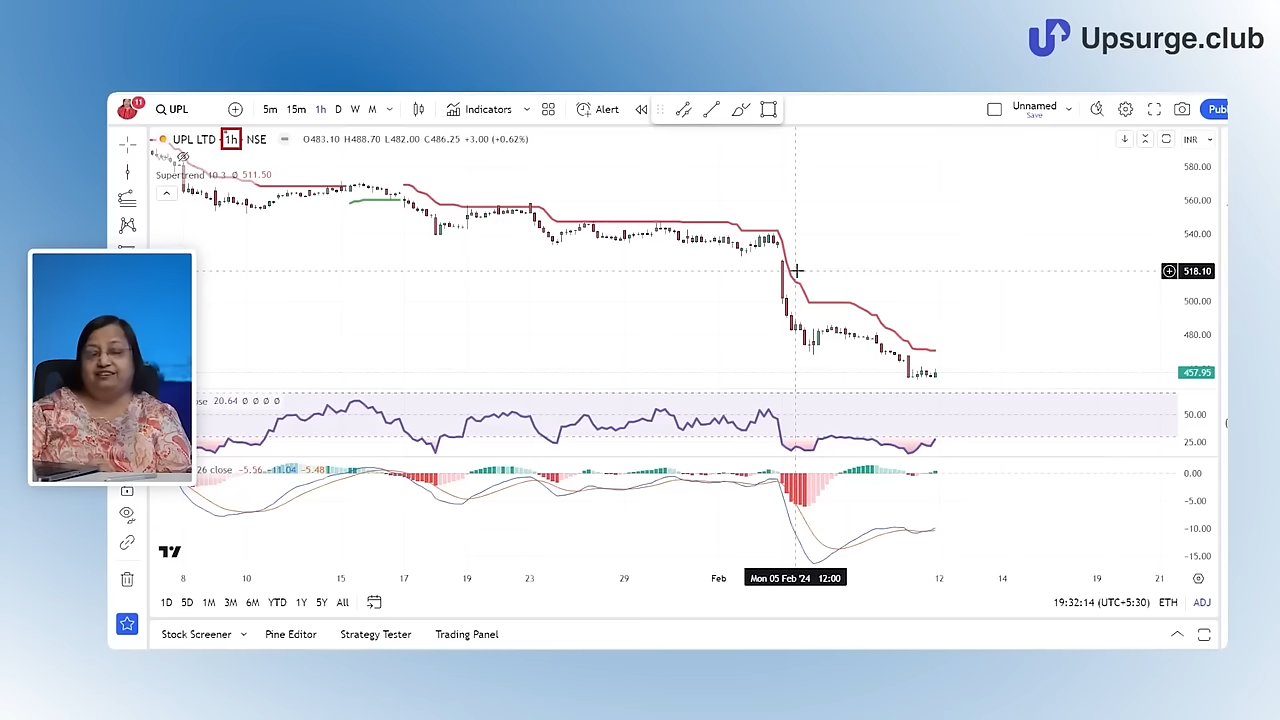 Upsurge.club
11
UPL
5m 15m 1h D W M
Indicators
Alert
Unnamed
Save
Pub
UPL LTD 1h NSE
O483.10 H488.70 L482.00 C486.25 +3.00 (+0.62%)
INR
Supertrend 10 3 Ø 511.50
580.00
560.00
540.00
518.10
500.00
480.00
457.95
20.64 Ø Ø Ø Ø
50.00
25.00
26 close -5.56 -11.04 -5.48
0.00
-5.00
-10.00
-15.00
8 10 15 17 19 23 29 Feb Mon 05 Feb '24 12:00 12 14 19 21
1D 5D 1M 3M 6M YTD 1Y 5Y All
19:32:14 (UTC+5:30) ETH ADJ
Stock Screener Pine Editor Strategy Tester Trading Panel